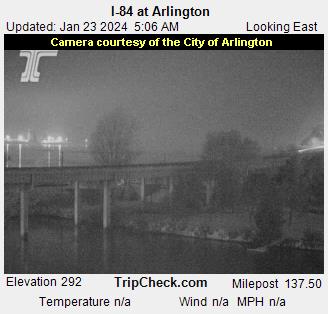 I-84 at Arlington
Updated: Jan 23 2024 5:06 AM Looking East
Camera courtesy of the City of Arlington
Elevation 292 TripCheck.com Milepost 137.50
Temperature n/a Wind n/a MPH n/a